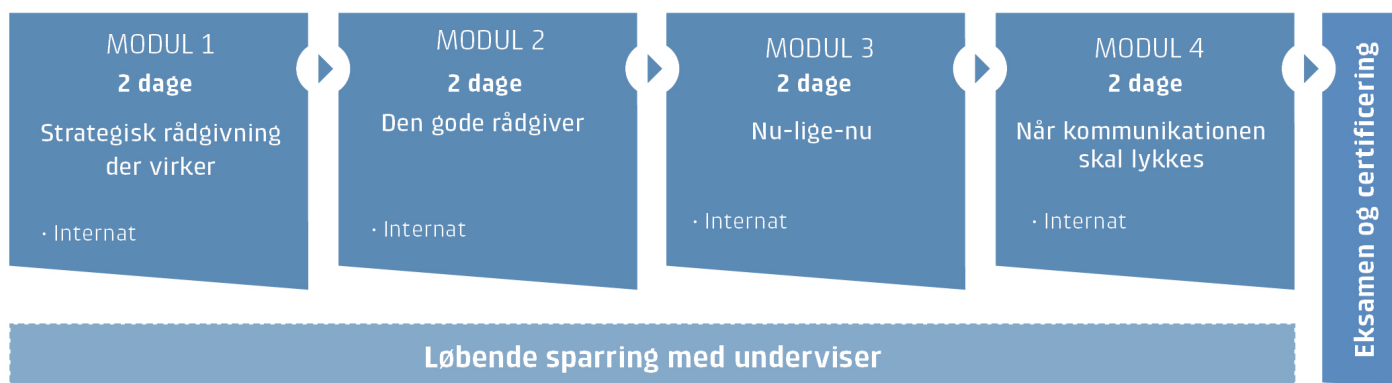 MODUL 1
2 dage
Strategisk rådgivning
der virker
· Internat
MODUL 2
2 dage
Den gode rådgiver
· Internat
MODUL 3
2 dage
Nu-lige-nu
· Internat
MODUL 4
2 dage
Når kommunikationen
skal lykkes
· Internat
Eksamen og certificering
Løbende sparring med underviser